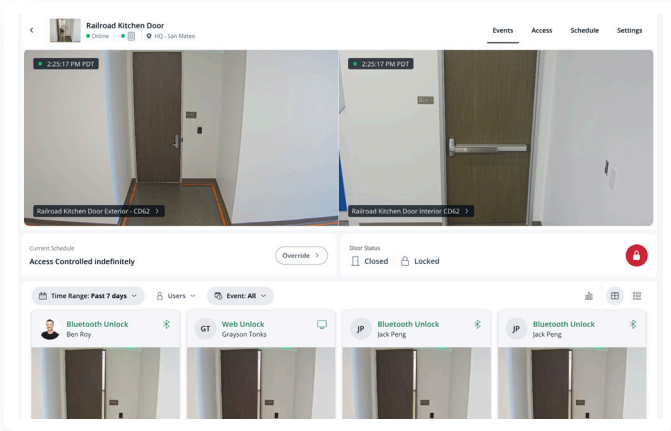 Railroad Kitchen Door
Online
HQ - San Mateo
Events Access Schedule Settings
2:25:17 PM PDT
2:25:17 PM PDT
Railroad Kitchen Door Exterior - CD62 >
Railroad Kitchen Door Interior CD62 >
Current Schedule
Access Controlled indefinitely
Override >
Door Status
Closed Locked
Time Range: Past 7 days
Users
Event: All
Bluetooth Unlock
Ben Roy
GT
Web Unlock
Grayson Tonks
JP
Bluetooth Unlock
Jack Peng
JP
Bluetooth Unlock
Jack Peng